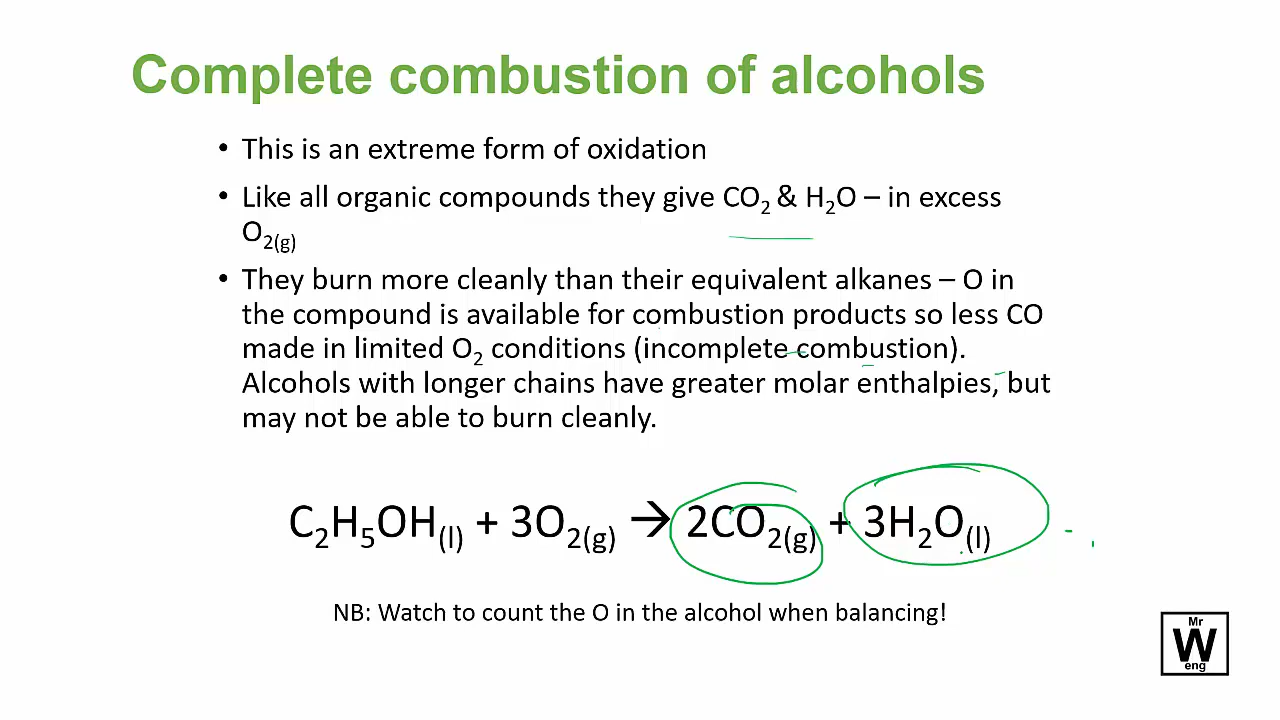 Complete combustion of alcohols
• This is an extreme form of oxidation
• Like all organic compounds they give CO₂ & H₂O – in excess
O₂₍g₎
• They burn more cleanly than their equivalent alkanes – O in
the compound is available for combustion products so less CO
made in limited O₂ conditions (incomplete combustion).
Alcohols with longer chains have greater molar enthalpies, but
may not be able to burn cleanly.
C₂H₅OH₍l₎ + 3O₂₍g₎ → 2CO₂₍g₎ + 3H₂O₍l₎
NB: Watch to count the O in the alcohol when balancing!
Mr
W
eng